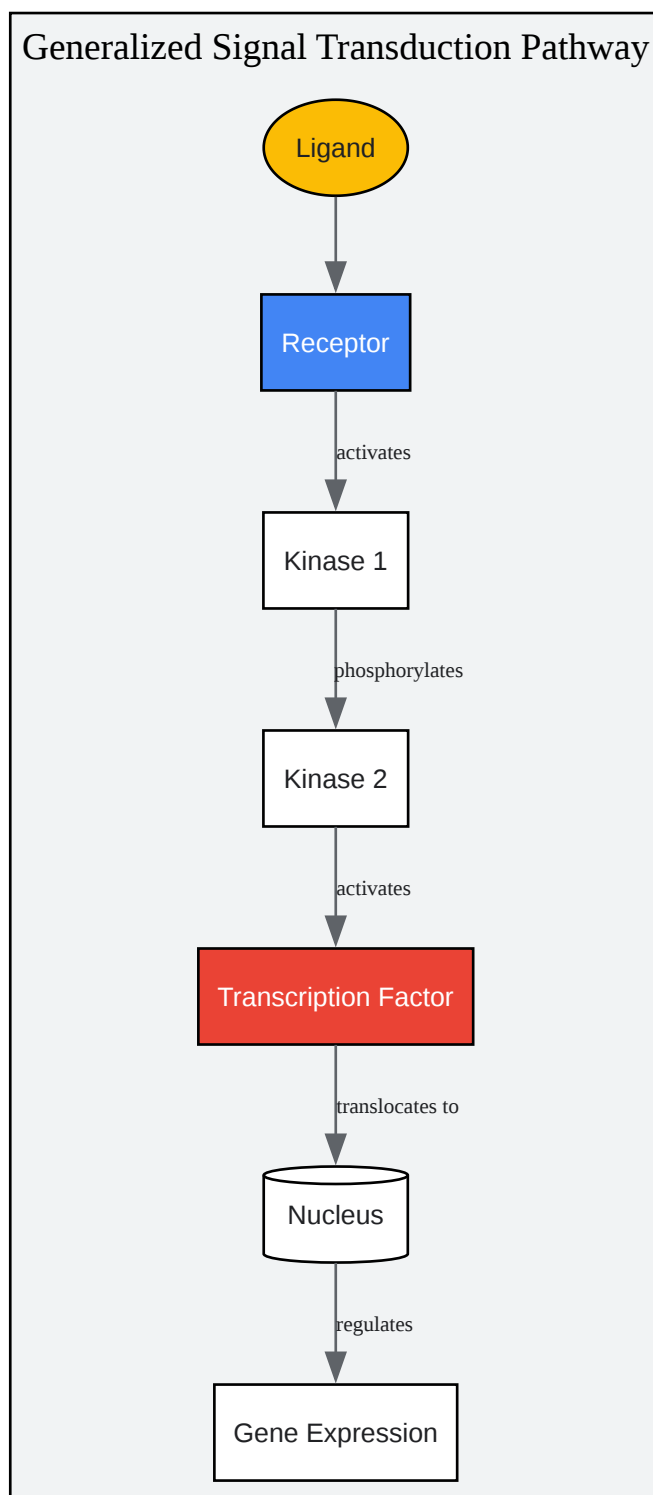 Generalized Signal Transduction Pathway
Ligand
Receptor
activates
Kinase 1
phosphorylates
Kinase 2
activates
Transcription Factor
translocates to
Nucleus
regulates
Gene Expression